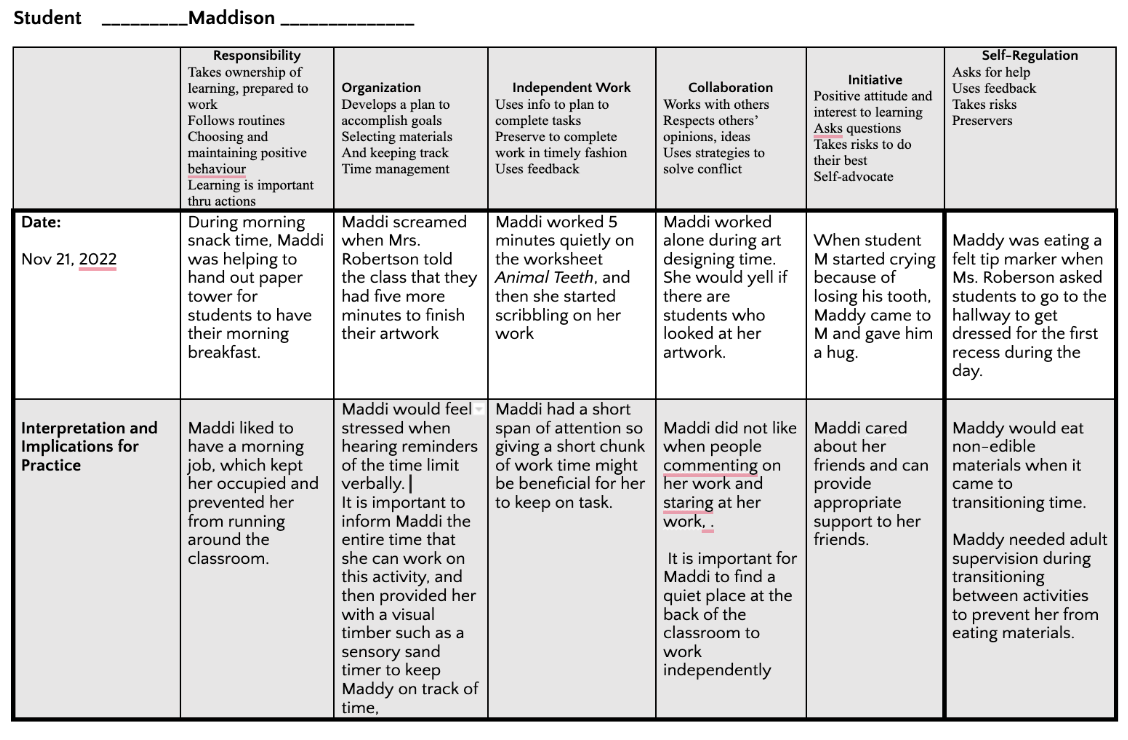 Student _________Maddison ______________
Responsibility
Takes ownership of
learning, prepared to
work
Follows routines
Choosing and
maintaining positive
behaviour
Learning is important
thru actions
Organization
Develops a plan to
accomplish goals
Selecting materials
And keeping track
Time management
Independent Work
Uses info to plan to
complete tasks
Preserve to complete
work in timely fashion
Uses feedback
Collaboration
Works with others
Respects others’
opinions, ideas
Uses strategies to
solve conflict
Initiative
Positive attitude and
interest to learning
Asks questions
Takes risks to do
their best
Self-advocate
Self-Regulation
Asks for help
Uses feedback
Takes risks
Preservers
Date:
Nov 21, 2022
During morning
snack time, Maddi
was helping to
hand out paper
tower for
students to have
their morning
breakfast.
Maddi screamed
when Mrs.
Robertson told
the class that they
had five more
minutes to finish
their artwork
Maddi worked 5
minutes quietly on
the worksheet
Animal Teeth, and
then she started
scribbling on her
work
Maddi worked
alone during art
designing time.
She would yell if
there are
students who
looked at her
artwork.
When student
M started crying
because of
losing his tooth,
Maddy came to
M and gave him
a hug.
Maddy was eating a
felt tip marker when
Ms. Roberson asked
students to go to the
hallway to get
dressed for the first
recess during the
day.
Interpretation and
Implications for
Practice
Maddi liked to
have a morning
job, which kept
her occupied and
prevented her
from running
around the
classroom.
Maddi would feel
stressed when
hearing reminders
of the time limit
verbally.
It is important to
inform Maddi the
entire time that
she can work on
this activity, and
then provided her
with a visual
timber such as a
sensory sand
timer to keep
Maddy on track of
time,
Maddi had a short
span of attention so
giving a short chunk
of work time might
be beneficial for her
to keep on task.
Maddi did not like
when people
commenting on
her work and
staring at her
work, .
It is important for
Maddi to find a
quiet place at the
back of the
classroom to
work
independently
Maddi cared
about her
friends and can
provide
appropriate
support to her
friends.
Maddy would eat
non-edible
materials when it
came to
transitioning time.
Maddy needed adult
supervision during
transitioning
between activities
to prevent her from
eating materials.